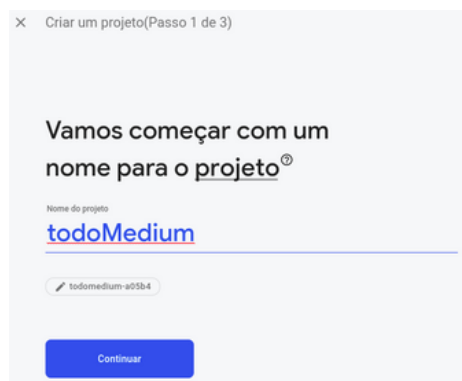 Criar um projeto(Passo 1 de 3)
Vamos começar com um
nome para o projeto
Nome do projeto
todoMedium
todomedium-a05b4
Continuar